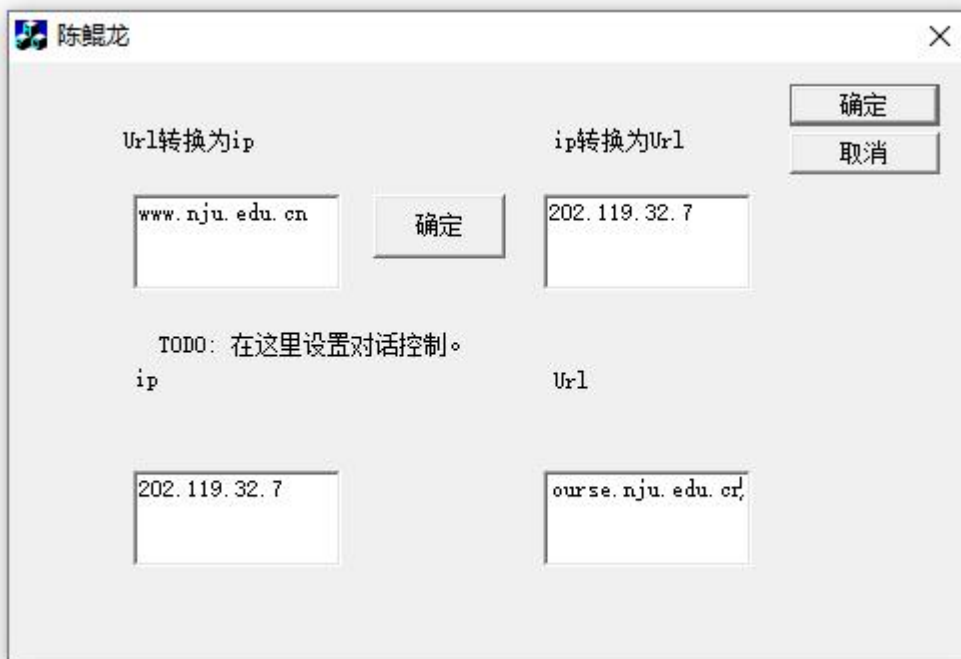 陈鲲龙
确定
取消
Url转换为ip
ip转换为Url
www.nju.edu.cn
确定
202.119.32.7
TODO: 在这里设置对话控制。
ip
Url
202.119.32.7
ourse.nju.edu.cn